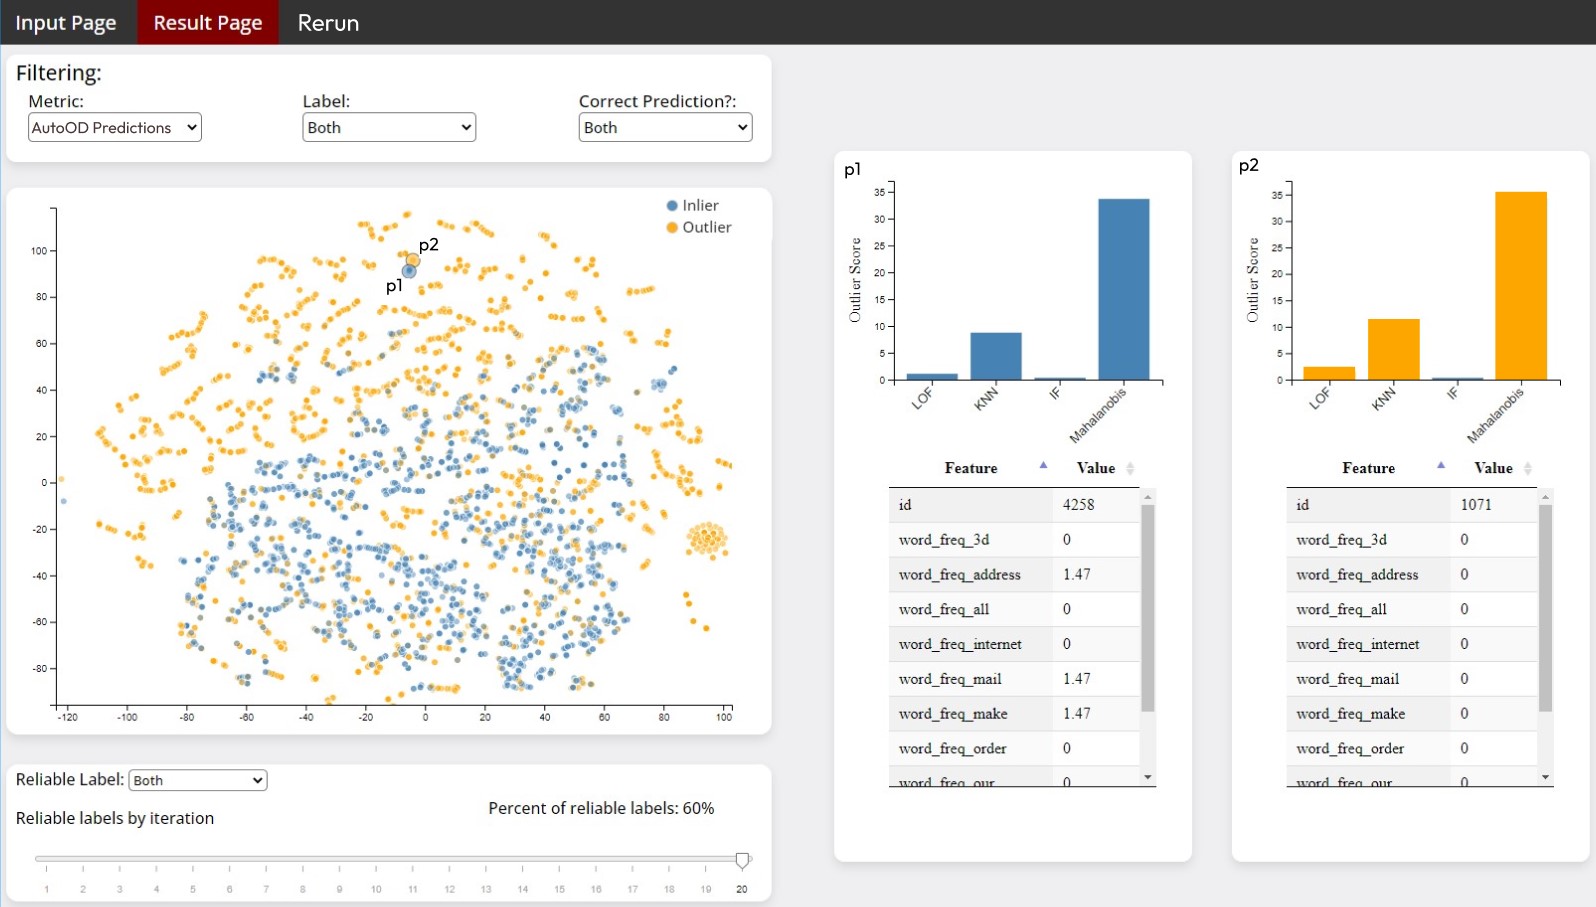 Input Page Result Page Rerun
Filtering:
Metric: Label: Correct Prediction?:
AutoOD Predictions Both Both
Inlier
Outlier
p2
p1
100
80
60
40
20
0
-20
-40
-60
-80
-120 -100 -80 -60 -40 -20 0 20 40 60 80 100
Reliable Label: Both
Percent of reliable labels: 60%
Reliable labels by iteration
1 2 3 4 5 6 7 8 9 10 11 12 13 14 15 16 17 18 19 20
p1
Outlier Score
35
30
25
20
15
10
5
0
LOF KNN IF Mahalanobis
Feature Value
id 4258
word_freq_3d 0
word_freq_address 1.47
word_freq_all 0
word_freq_internet 0
word_freq_mail 1.47
word_freq_make 1.47
word_freq_order 0
word_freq_our 0
p2
Outlier Score
35
30
25
20
15
10
5
0
LOF KNN IF Mahalanobis
Feature Value
id 1071
word_freq_3d 0
word_freq_address 0
word_freq_all 0
word_freq_internet 0
word_freq_mail 0
word_freq_make 0
word_freq_order 0
word_freq_our 0